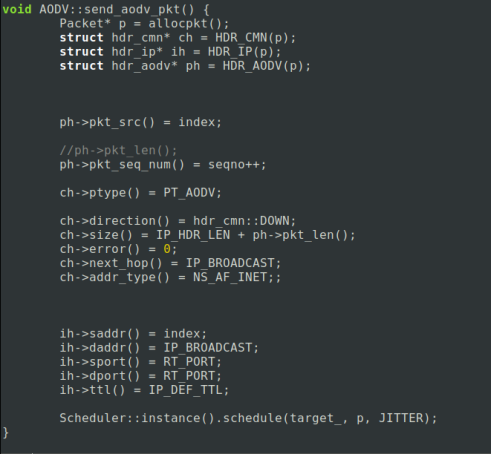 void AODV::send_aodv_pkt() {
Packet* p = allocpkt();
struct hdr_cmn* ch = HDR_CMN(p);
struct hdr_ip* ih = HDR_IP(p);
struct hdr_aodv* ph = HDR_AODV(p);
ph->pkt_src() = index;
//ph->pkt_len();
ph->pkt_seq_num() = seqno++;
ch->ptype() = PT_AODV;
ch->direction() = hdr_cmn::DOWN;
ch->size() = IP_HDR_LEN + ph->pkt_len();
ch->error() = 0;
ch->next_hop() = IP_BROADCAST;
ch->addr_type() = NS_AF_INET;;
ih->saddr() = index;
ih->daddr() = IP_BROADCAST;
ih->sport() = RT_PORT;
ih->dport() = RT_PORT;
ih->ttl() = IP_DEF_TTL;
Scheduler::instance().schedule(target_, p, JITTER);
}